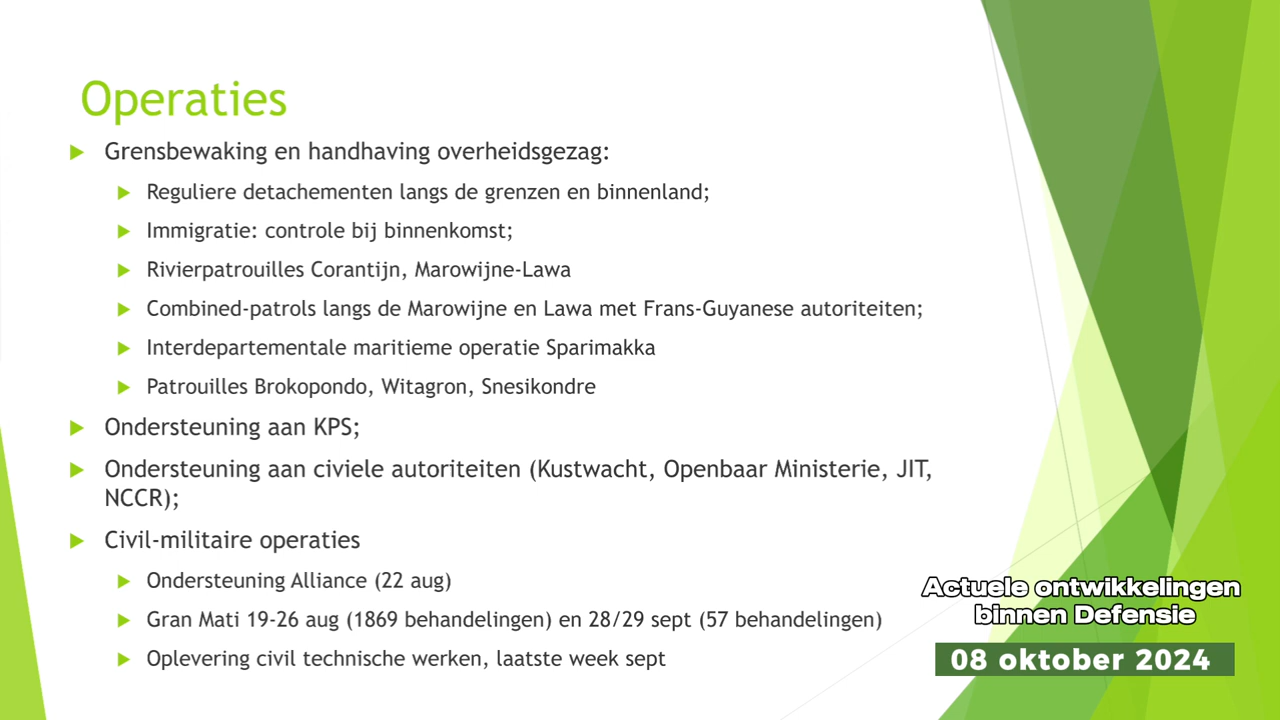 Operaties
Grensbewaking en handhaving overheidsgezag:
Reguliere detachementen langs de grenzen en binnenland;
Immigratie: controle bij binnenkomst;
Rivierpatrouilles Corantijn, Marowijne-Lawa
Combined-patrols langs de Marowijne en Lawa met Frans-Guyanese autoriteiten;
Interdepartementale maritieme operatie Sparimakka
Patrouilles Brokopondo, Witagron, Snesikondre
Ondersteuning aan KPS;
Ondersteuning aan civiele autoriteiten (Kustwacht, Openbaar Ministerie, JIT,
NCCR);
Civil-militaire operaties
Ondersteuning Alliance (22 aug)
Gran Mati 19-26 aug (1869 behandelingen) en 28/29 sept (57 behandelingen)
Oplevering civil technische werken, laatste week sept
Actuele ontwikkelingen
binnen Defensie
08 oktober 2024